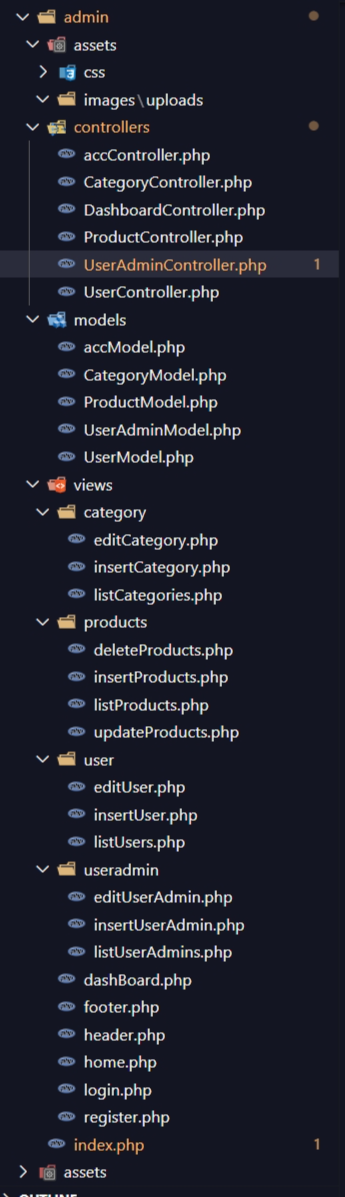 admin
assets
css
images\uploads
controllers
accController.php
CategoryController.php
DashboardController.php
ProductController.php
UserAdminController.php 1
UserController.php
models
accModel.php
CategoryModel.php
ProductModel.php
UserAdminModel.php
UserModel.php
views
category
editCategory.php
insertCategory.php
listCategories.php
products
deleteProducts.php
insertProducts.php
listProducts.php
updateProducts.php
user
editUser.php
insertUser.php
listUsers.php
useradmin
editUserAdmin.php
insertUserAdmin.php
listUserAdmins.php
dashBoard.php
footer.php
header.php
home.php
login.php
register.php
index.php 1
assets
OUTLINE